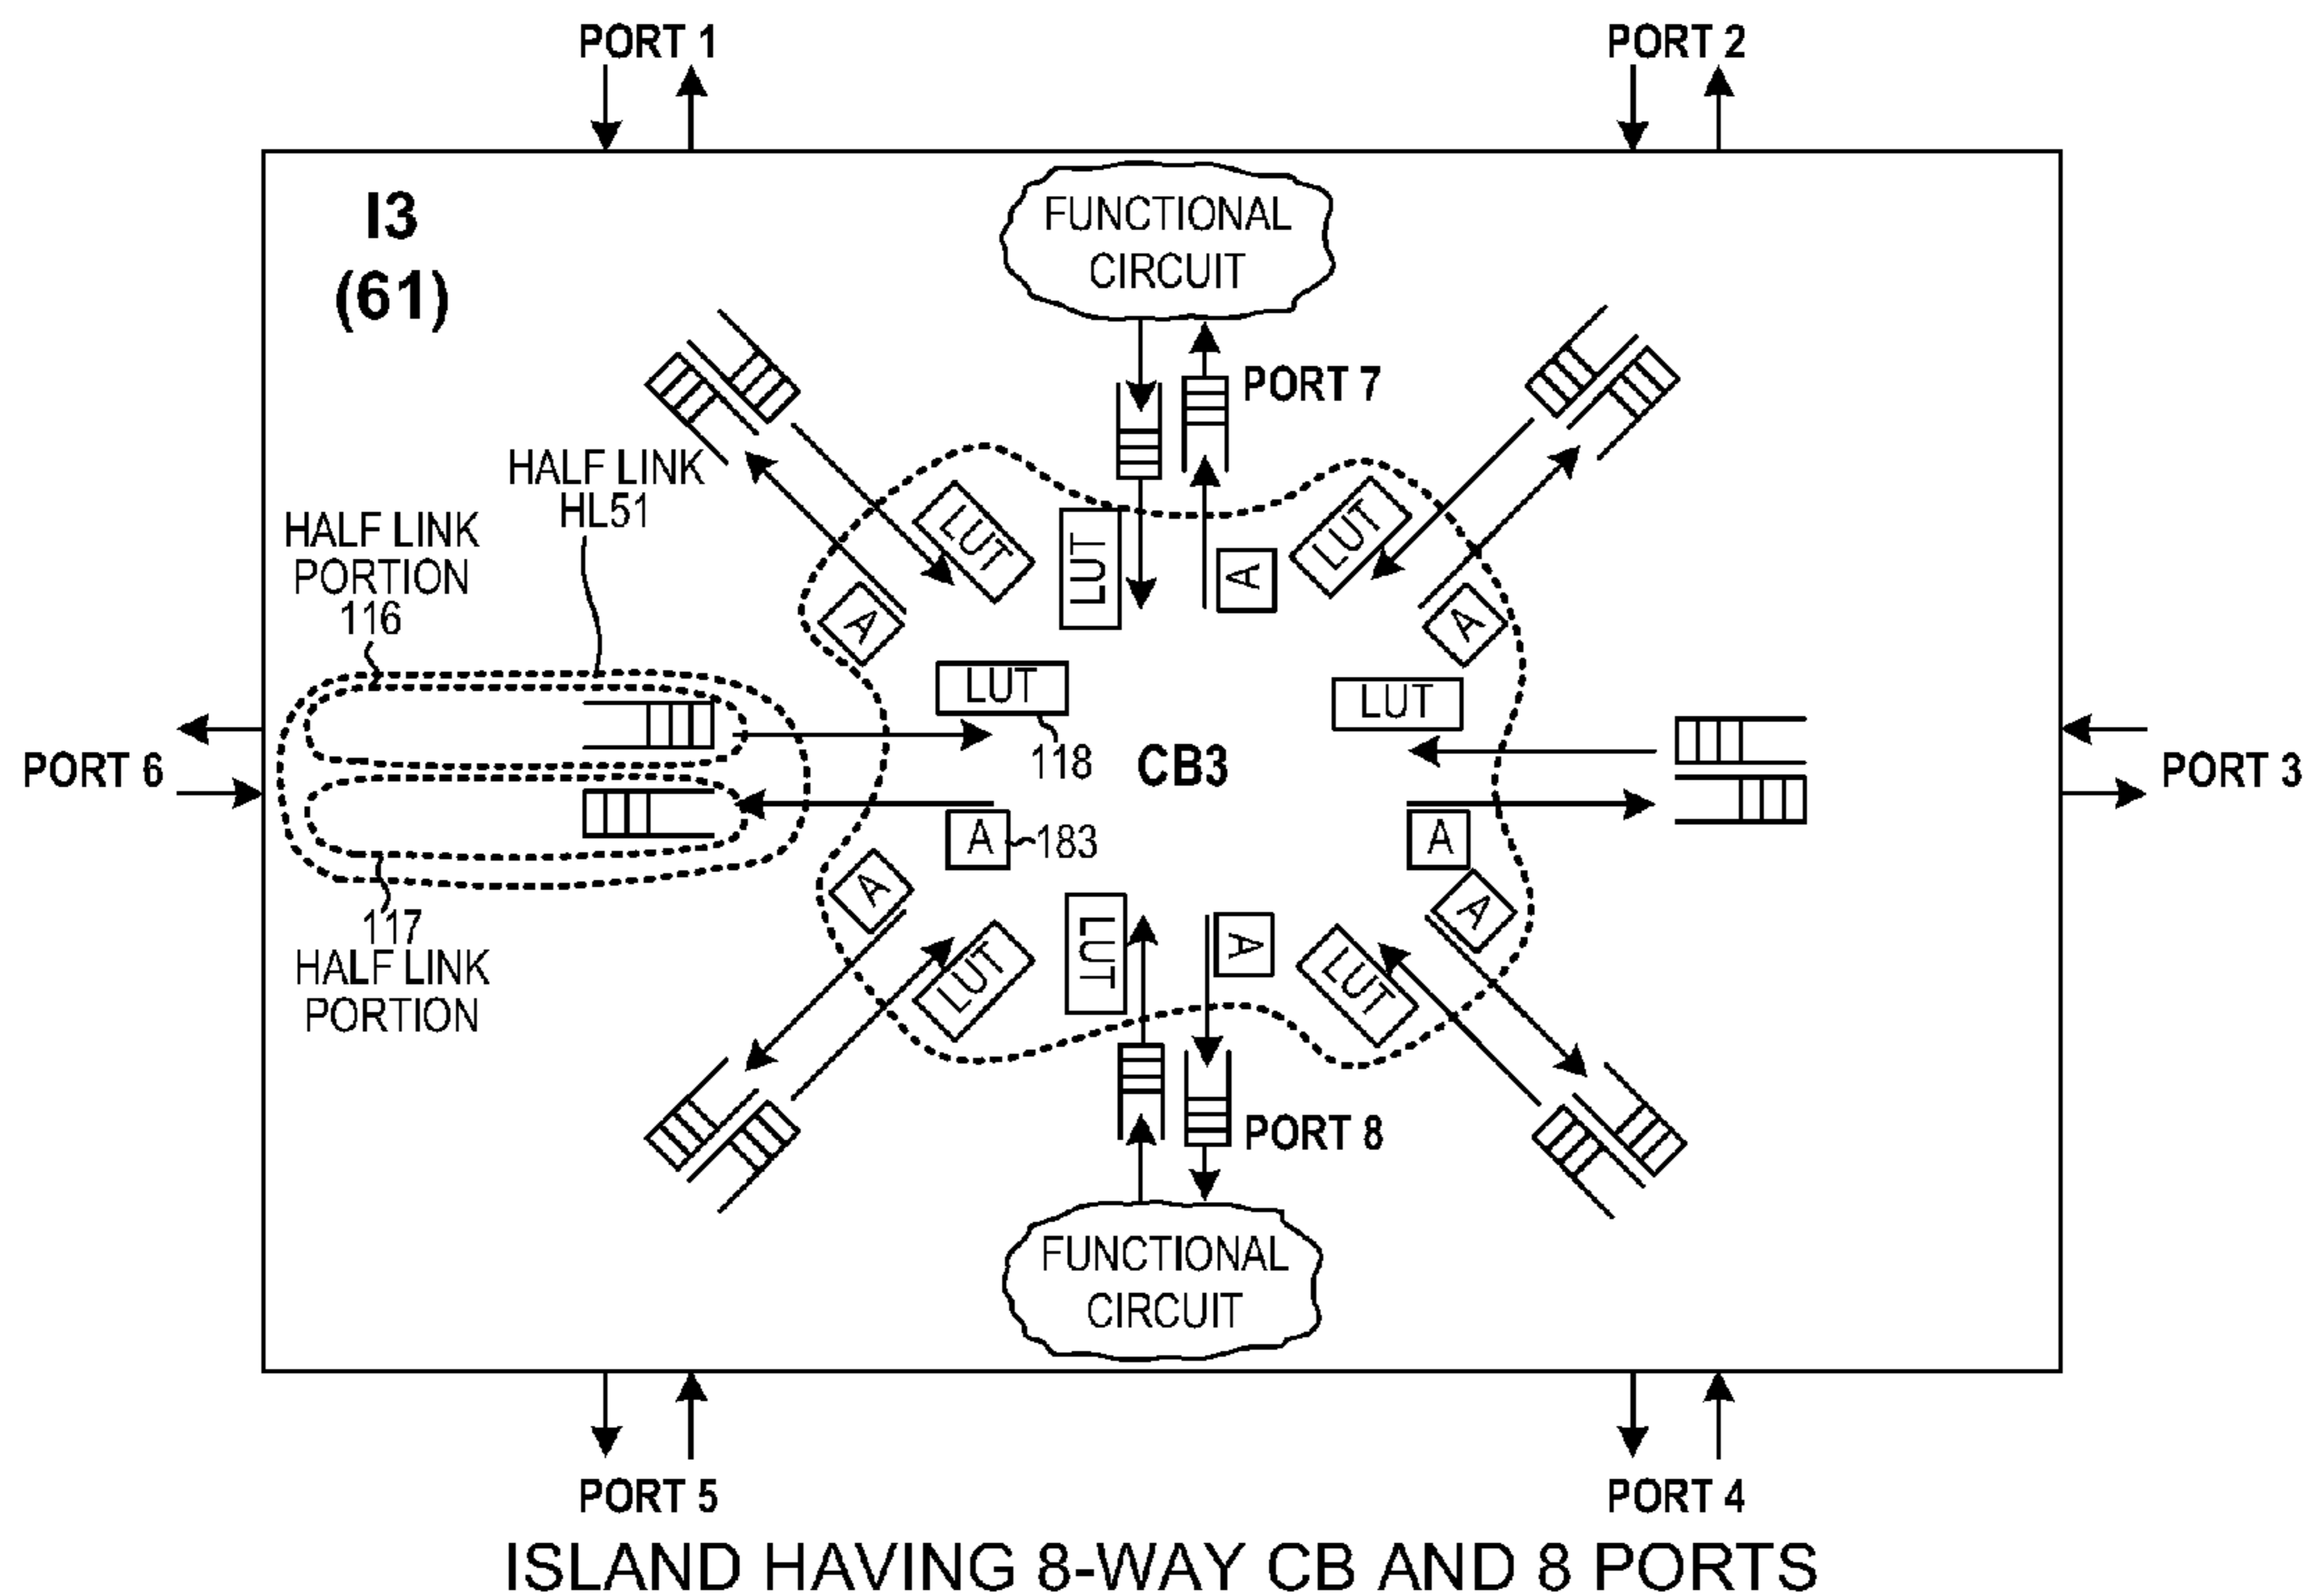 PORT 1
PORT 2
I3
(61)
FUNCTIONAL
CIRCUIT
PORT 7
HALF LINK
HL51
HALF LINK
PORTION
116
LUT
LUT
LUT
A
A
A
LUT
LUT
118
CB3
PORT 6
PORT 3
A
183
A
A
A
117
HALF LINK
PORTION
LUT
LUT
A
LUT
PORT 8
FUNCTIONAL
CIRCUIT
PORT 5
PORT 4
ISLAND HAVING 8-WAY CB AND 8 PORTS